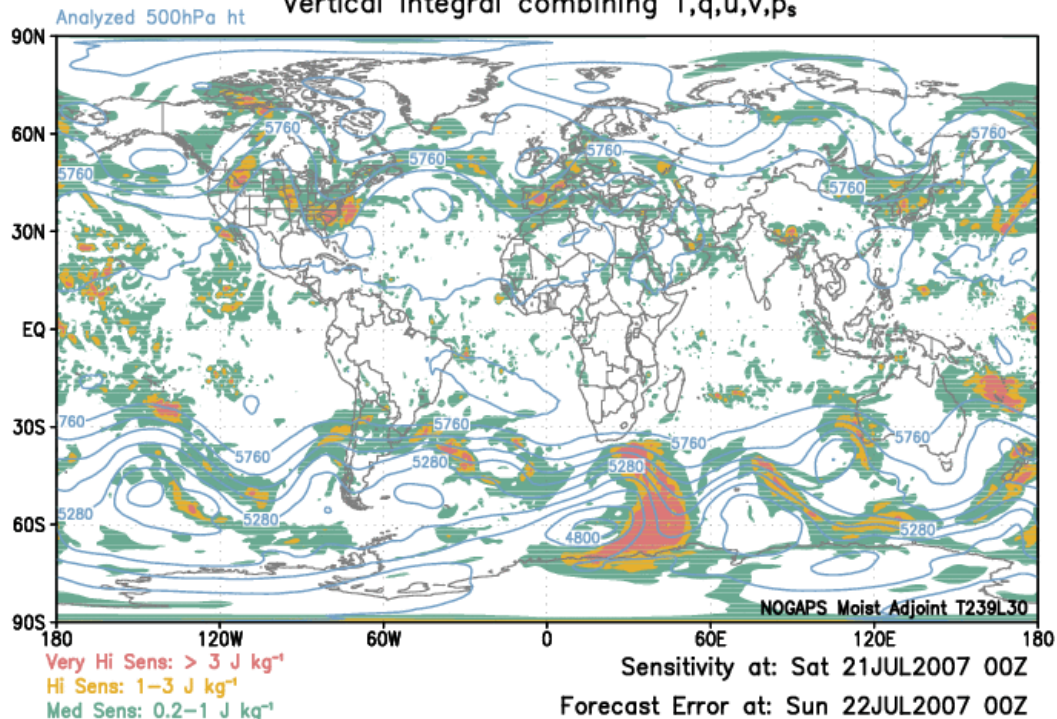 Vertical Integral combining T,q,u,v,pₛ
Analyzed 500hPa ht
90N
60N
30N
EQ
30S
60S
90S
5760
5760
5760
5760
5760
5760
760
5760
5760
5760
5760
5280
5280
5280
5280
5280
4800
NOGAPS Moist Adjoint T239L30
180 120W 60W 0 60E 120E 180
Very Hi Sens: > 3 J kg⁻¹
Hi Sens: 1-3 J kg⁻¹
Med Sens: 0.2-1 J kg⁻¹
Sensitivity at: Sat 21JUL2007 00Z
Forecast Error at: Sun 22JUL2007 00Z